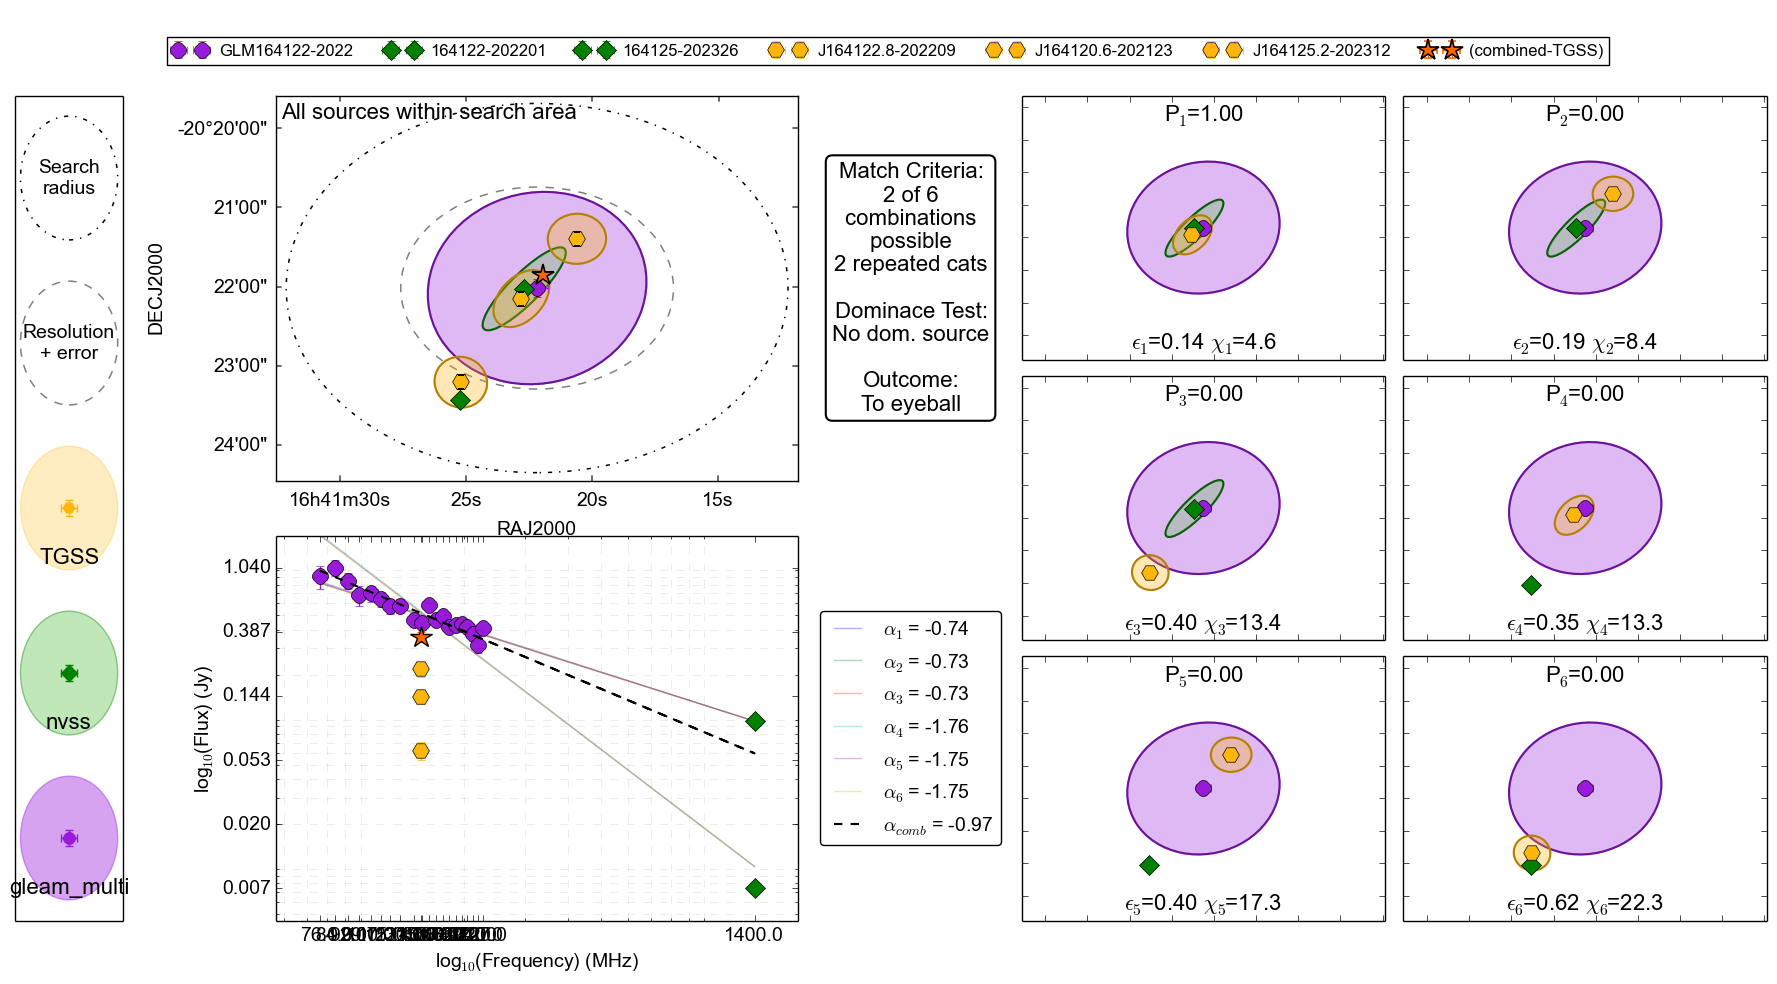 GLM164122-2022 164122-202201 164125-202326 J164122.8-202209 J164120.6-202123 J164125.2-202312 (combined-TGSS)
Search
radius
Resolution
+ error
TGSS
nvss
gleam_multi
All sources within search area
DECJ2000
-20°20'00"
21'00"
22'00"
23'00"
24'00"
16h41m30s 25s 20s 15s
RAJ2000
log10(Flux) (Jy)
1.040
0.387
0.144
0.053
0.020
0.007
1400.0
log10(Frequency) (MHz)
Match Criteria:
2 of 6
combinations
possible
2 repeated cats
Dominace Test:
No dom. source
Outcome:
To eyeball
α1 = -0.74
α2 = -0.73
α3 = -0.73
α4 = -1.76
α5 = -1.75
α6 = -1.75
αcomb = -0.97
P1=1.00
ϵ1=0.14 χ1=4.6
P2=0.00
ϵ2=0.19 χ2=8.4
P3=0.00
ϵ3=0.40 χ3=13.4
P4=0.00
ϵ4=0.35 χ4=13.3
P5=0.00
ϵ5=0.40 χ5=17.3
P6=0.00
ϵ6=0.62 χ6=22.3